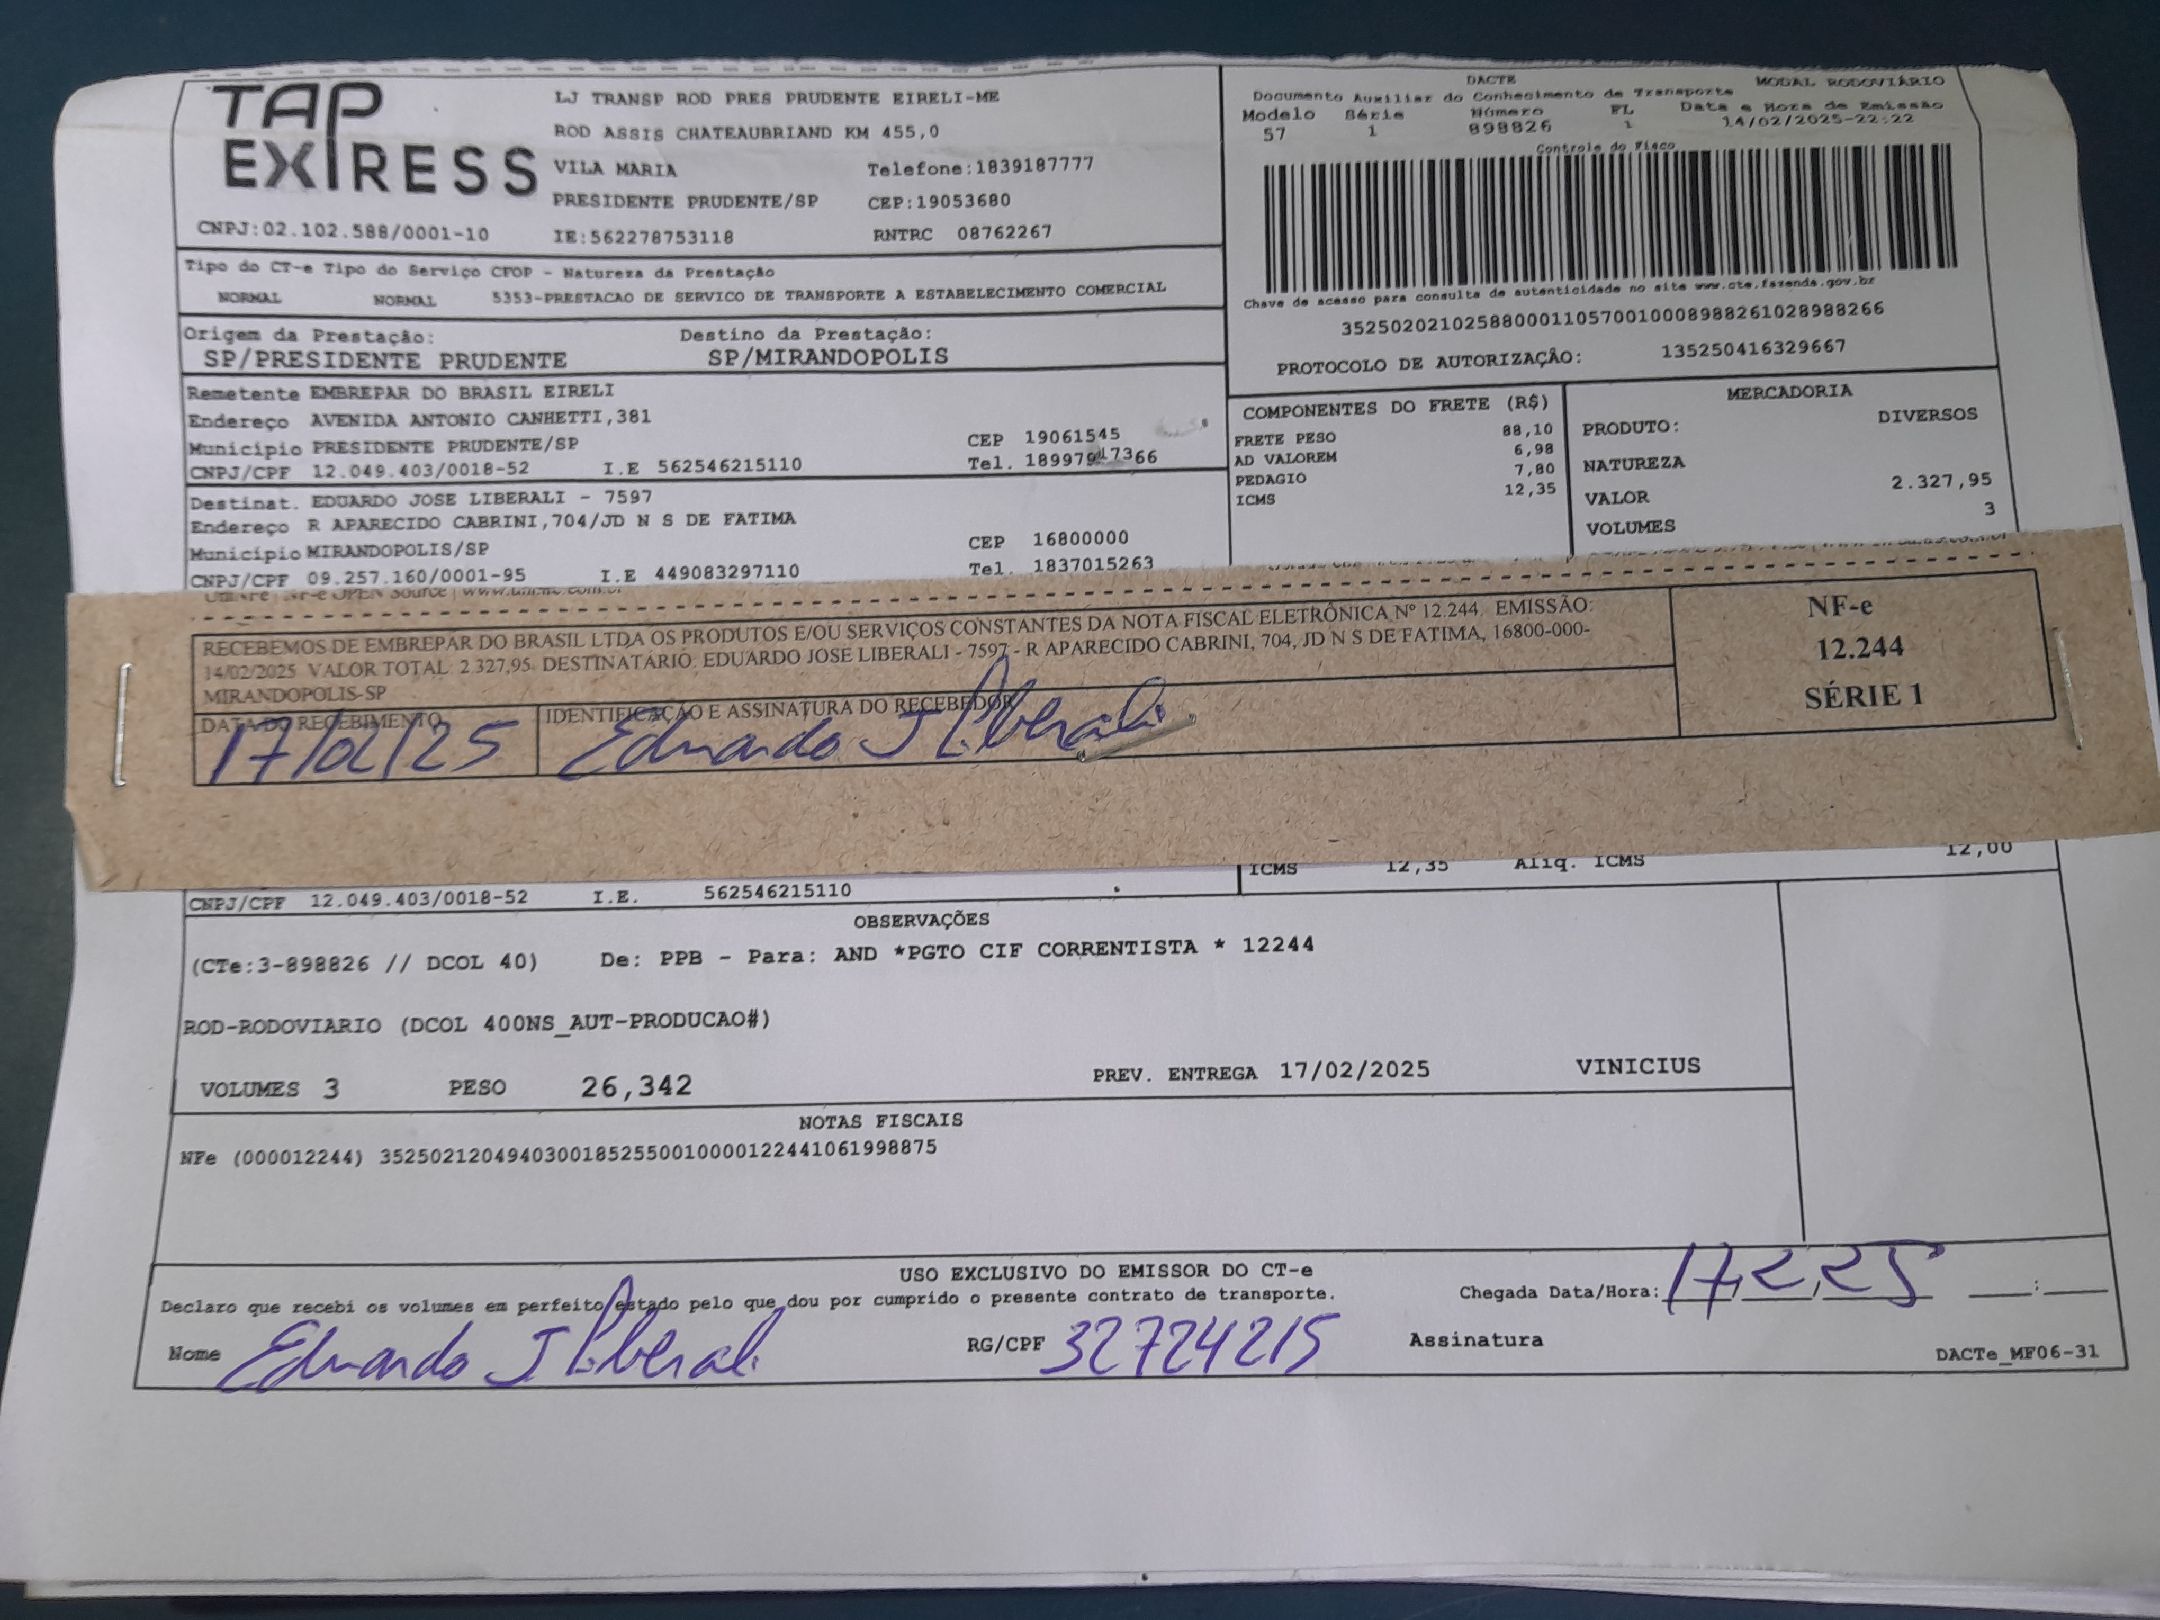 TAP
EXPRESS
LJ TRANSP ROD PRES PRUDENTE EIRELI-ME
ROD ASSIS CHATEAUBRIAND KM 455,0
VILA MARIA Telefone:1839187777
PRESIDENTE PRUDENTE/SP CEP:19053680
CNPJ:02.102.588/0001-10 IE:562278753118 RNTRC 08762267
DACTE MODAL RODOVIÁRIO
Documento Auxiliar do Conhecimento de Transporte
Modelo Série Número FL Data e Hora de Emissão
57 1 898826 1 14/02/2025-22:22
Controle do Fisco
Chave de acesso para consulta de autenticidade no site www.cte.fazenda.gov.br
35250202102588000110570010008988261028988266
PROTOCOLO DE AUTORIZAÇÂO: 135250416329667
Tipo do CT-e Tipo do Serviço CFOP - Natureza da Prestação
NORMAL NORMAL 5353-PRESTACAO DE SERVICO DE TRANSPORTE A ESTABELECIMENTO COMERCIAL
Origem da Prestação: Destino da Prestação:
SP/PRESIDENTE PRUDENTE SP/MIRANDOPOLIS
Remetente EMBREPAR DO BRASIL EIRELI
Endereço AVENIDA ANTONIO CANHETTI,381
Município PRESIDENTE PRUDENTE/SP CEP 19061545
CNPJ/CPF 12.049.403/0018-52 I.E 562546215110 Tel. 18997917366
Destinat. EDUARDO JOSE LIBERALI - 7597
Endereço R APARECIDO CABRINI,704/JD N S DE FATIMA
Município MIRANDOPOLIS/SP CEP 16800000
CNPJ/CPF 09.257.160/0001-95 I.E 449083297110 Tel. 1837015263
COMPONENTES DO FRETE (R$)
FRETE PESO 88,10
AD VALOREM 6,98
PEDAGIO 7,80
ICMS 12,35
MERCADORIA
PRODUTO: DIVERSOS
NATUREZA
VALOR 2.327,95
VOLUMES 3
RECEBEMOS DE EMBREPAR DO BRASIL LTDA OS PRODUTOS E/OU SERVIÇOS CONSTANTES DA NOTA FISCAL ELETRÔNICA Nº 12.244. EMISSÃO:
14/02/2025 VALOR TOTAL: 2.327,95. DESTINATÁRIO: EDUARDO JOSE LIBERALI - 7597 - R APARECIDO CABRINI, 704, JD N S DE FATIMA, 16800-000-
MIRANDOPOLIS-SP
DATA DO RECEBIMENTO IDENTIFICAÇÃO E ASSINATURA DO RECEBEDOR
17/02/25 Eduardo J Liberali
NF-e
12.244
SÉRIE 1
ICMS 12,35 Aliq. ICMS 12,00
CNPJ/CPF 12.049.403/0018-52 I.E. 562546215110
OBSERVAÇÕES
(CTe:3-898826 // DCOL 40) De: PPB - Para: AND *PGTO CIF CORRENTISTA * 12244
ROD-RODOVIARIO (DCOL 400NS_AUT-PRODUCAO#)
VOLUMES 3 PESO 26,342 PREV. ENTREGA 17/02/2025 VINICIUS
NOTAS FISCAIS
NFe (000012244) 35250212049403001852550010000122441061998875
USO EXCLUSIVO DO EMISSOR DO CT-e
Declaro que recebi os volumes em perfeito estado pelo que dou por cumprido o presente contrato de transporte.
Chegada Data/Hora: 17,2,25 :
Nome Eduardo J Liberali RG/CPF 32724215 Assinatura
DACTe_MF06-31